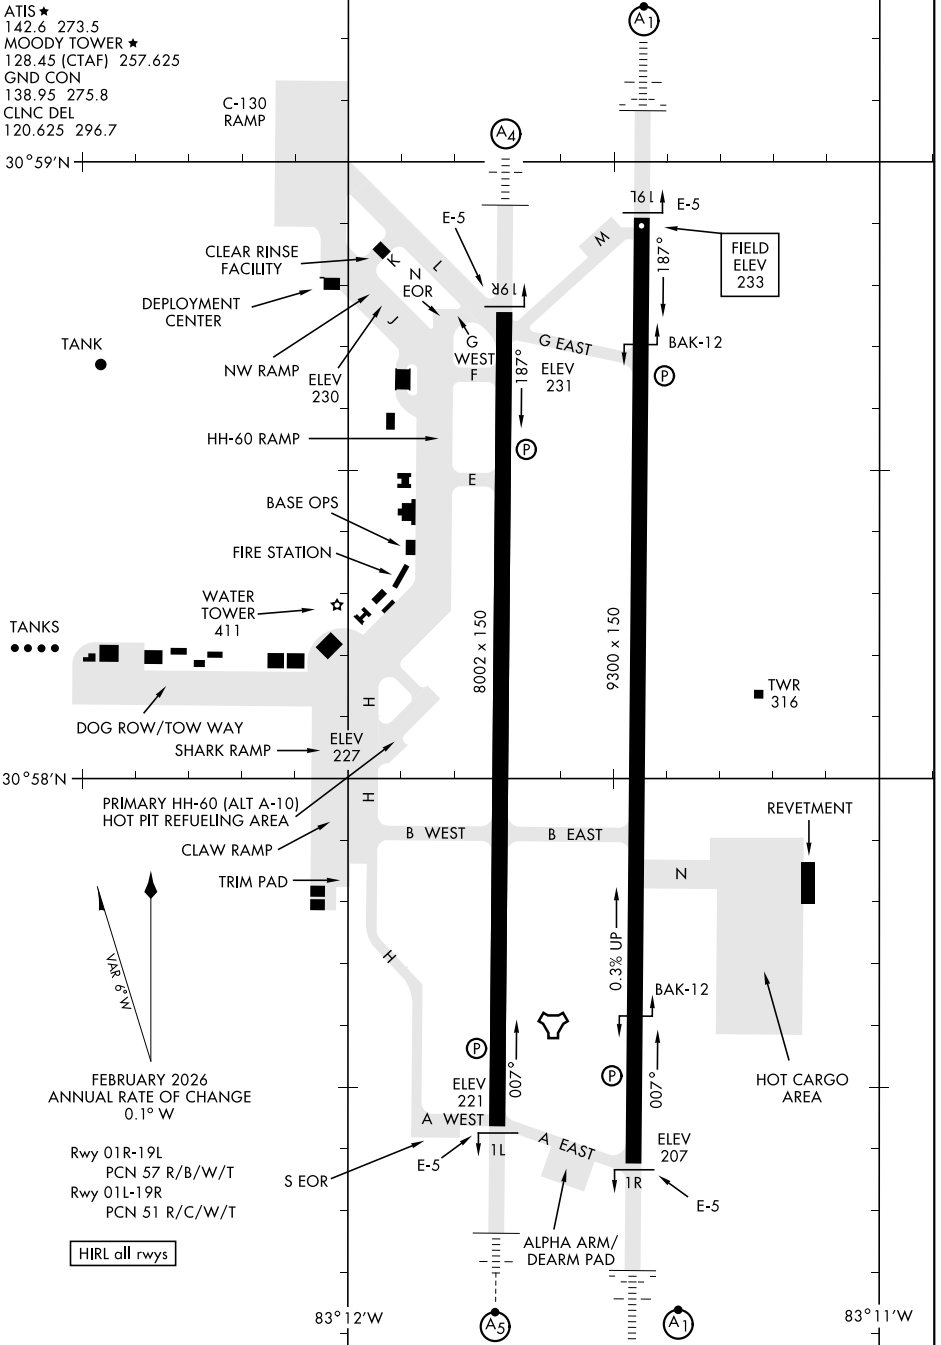 ATIS ★
142.6 273.5
MOODY TOWER ★
128.45 (CTAF) 257.625
GND CON
138.95 275.8
CLNC DEL
120.625 296.7
A1
C-130
RAMP
A4
30°59'N
19L
E-5
E-5
M
FIELD
ELEV
233
187°
CLEAR RINSE
FACILITY
K
L
N
EOR
19R
DEPLOYMENT
CENTER
J
TANK
NW RAMP
ELEV
230
G
WEST
F
187°
G EAST
ELEV
231
BAK-12
P
HH-60 RAMP
P
E
BASE OPS
FIRE STATION
WATER
TOWER
411
TANKS
8002 x 150
9300 x 150
TWR
316
DOG ROW/TOW WAY
H
SHARK RAMP
ELEV
227
30°58'N
H
PRIMARY HH-60 (ALT A-10)
HOT PIT REFUELING AREA
REVETMENT
B WEST
B EAST
CLAW RAMP
TRIM PAD
N
VAR 6° W
H
0.3% UP
BAK-12
P
P
007°
007°
FEBRUARY 2026
ANNUAL RATE OF CHANGE
0.1° W
ELEV
221
HOT CARGO
AREA
A WEST
A EAST
Rwy 01R-19L
PCN 57 R/B/W/T
Rwy 01L-19R
PCN 51 R/C/W/T
S EOR
E-5
1L
ELEV
207
1R
E-5
HIRL all rwys
ALPHA ARM/
DEARM PAD
83°12'W
A5
A1
83°11'W